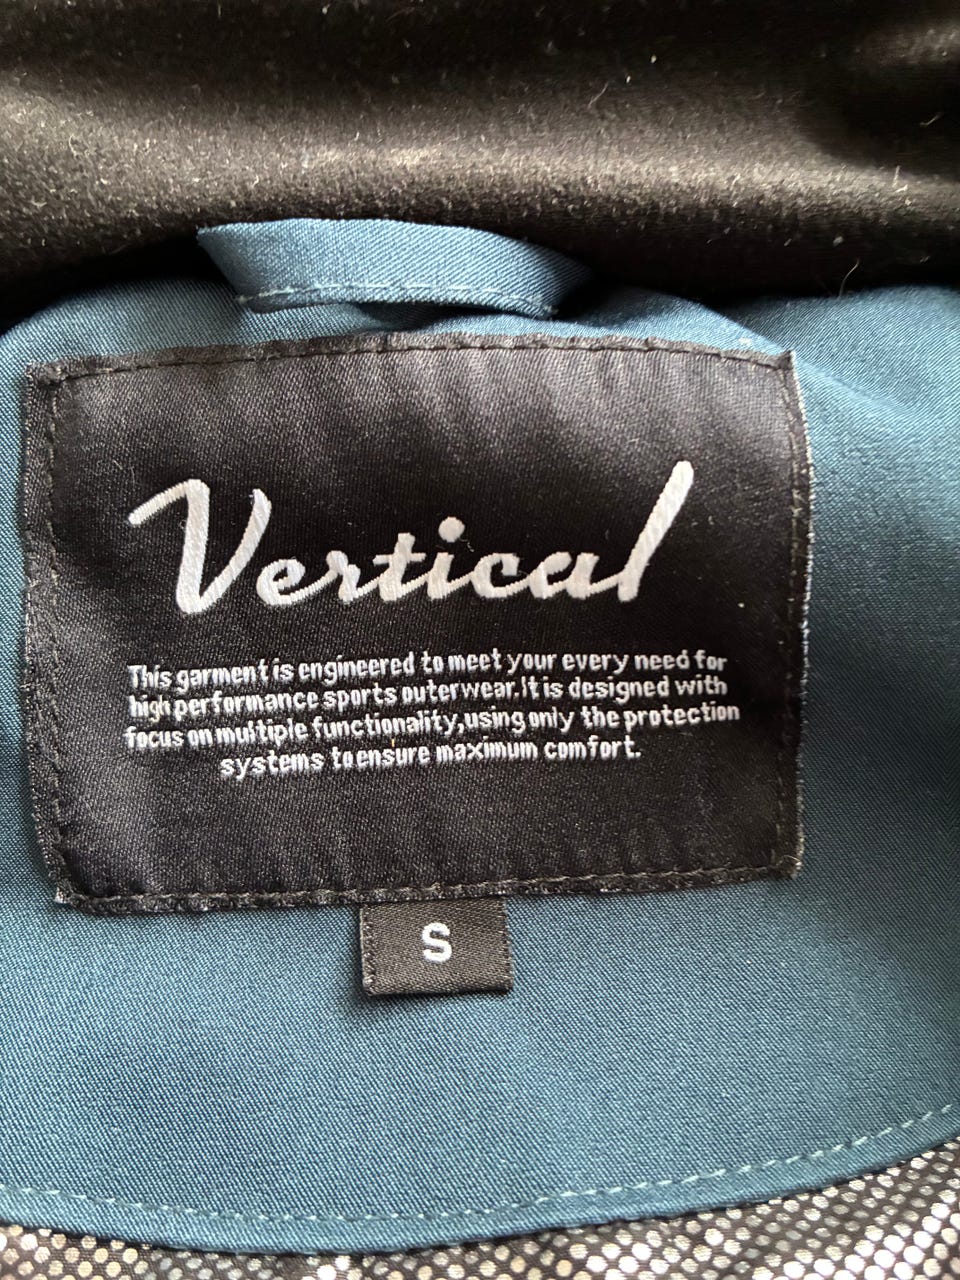 Vertical
This garment is engineered to meet your every need for
high performance sports outerwear.It is designed with
focus on multiple functionality,using only the protection
systems to ensure maximum comfort.
S